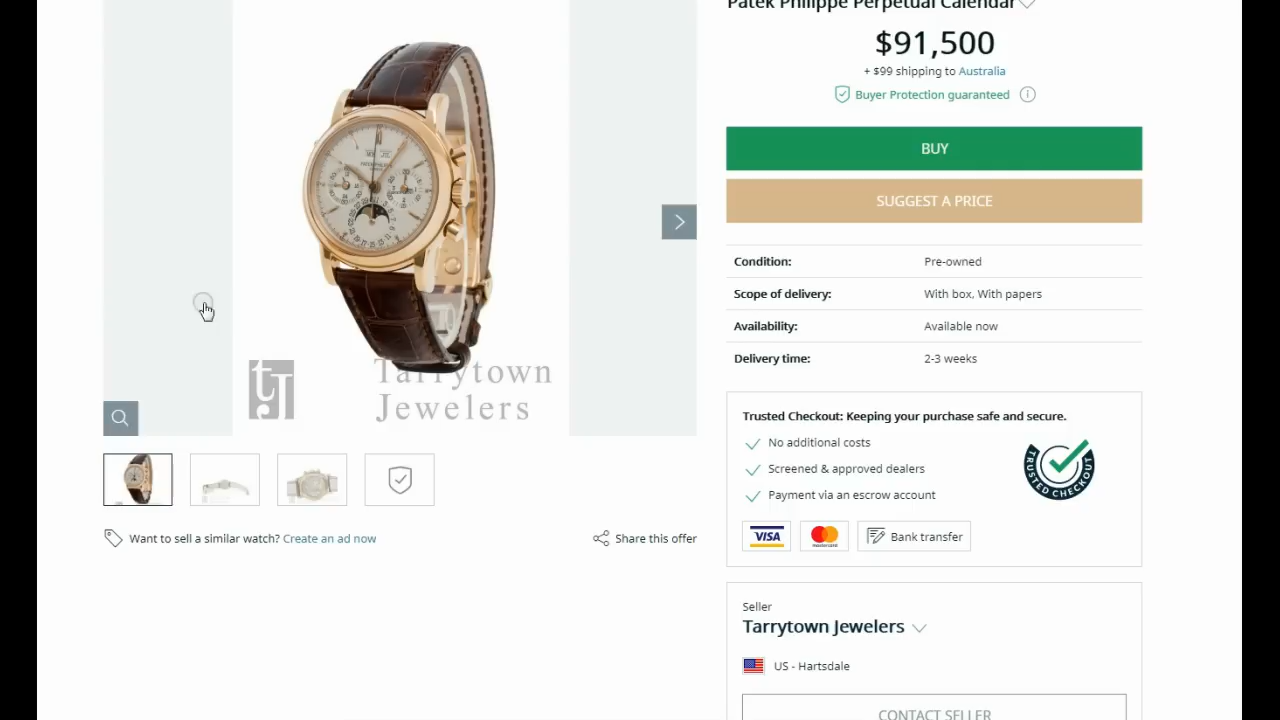 Patek Philippe Perpetual Calendar
$91,500
+ $99 shipping to Australia
Buyer Protection guaranteed
BUY
SUGGEST A PRICE
Condition: Pre-owned
Scope of delivery: With box, With papers
Availability: Available now
Delivery time: 2-3 weeks
Tarrytown
Jewelers
Want to sell a similar watch? Create an ad now
Share this offer
Trusted Checkout: Keeping your purchase safe and secure.
No additional costs
Screened & approved dealers
Payment via an escrow account
TRUSTED CHECKOUT
VISA
mastercard
Bank transfer
Seller
Tarrytown Jewelers
US - Hartsdale
CONTACT SELLER